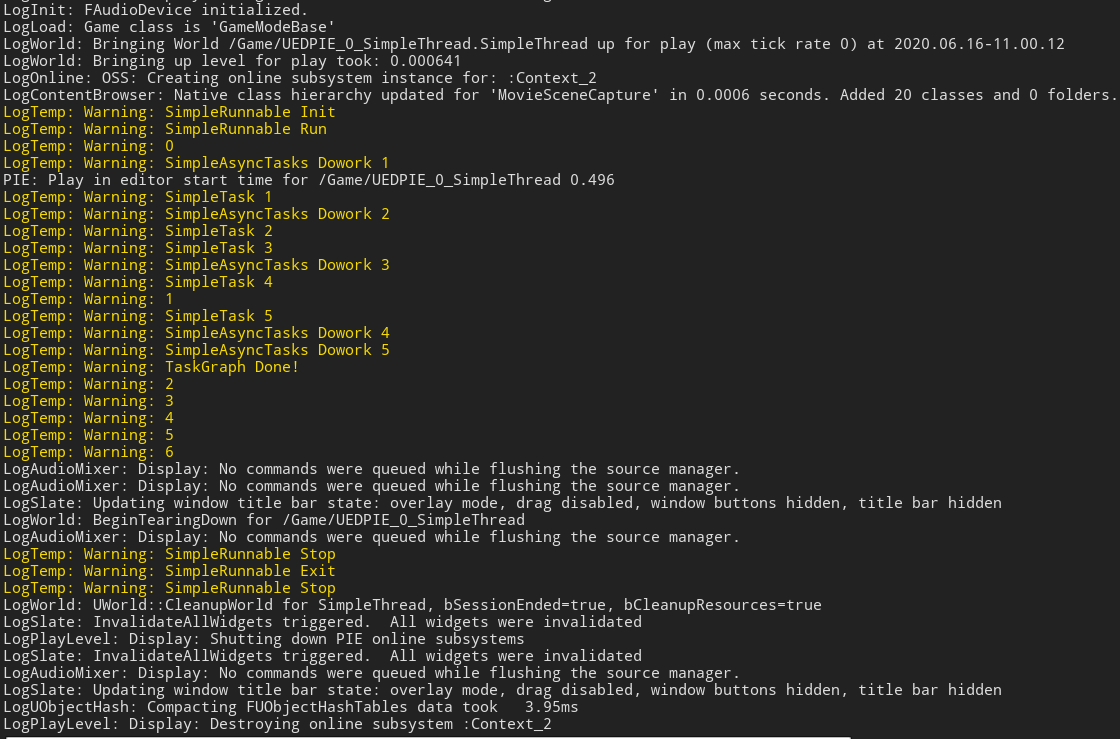 LogInit: FAudioDevice initialized.
LogLoad: Game class is 'GameModeBase'
LogWorld: Bringing World /Game/UEDPIE_0_SimpleThread.SimpleThread up for play (max tick rate 0) at 2020.06.16-11.00.12
LogWorld: Bringing up level for play took: 0.000641
LogOnline: OSS: Creating online subsystem instance for: :Context_2
LogContentBrowser: Native class hierarchy updated for 'MovieSceneCapture' in 0.0006 seconds. Added 20 classes and 0 folders.
LogTemp: Warning: SimpleRunnable Init
LogTemp: Warning: SimpleRunnable Run
LogTemp: Warning: 0
LogTemp: Warning: SimpleAsyncTasks Dowork 1
PIE: Play in editor start time for /Game/UEDPIE_0_SimpleThread 0.496
LogTemp: Warning: SimpleTask 1
LogTemp: Warning: SimpleAsyncTasks Dowork 2
LogTemp: Warning: SimpleTask 2
LogTemp: Warning: SimpleTask 3
LogTemp: Warning: SimpleAsyncTasks Dowork 3
LogTemp: Warning: SimpleTask 4
LogTemp: Warning: 1
LogTemp: Warning: SimpleTask 5
LogTemp: Warning: SimpleAsyncTasks Dowork 4
LogTemp: Warning: SimpleAsyncTasks Dowork 5
LogTemp: Warning: TaskGraph Done!
LogTemp: Warning: 2
LogTemp: Warning: 3
LogTemp: Warning: 4
LogTemp: Warning: 5
LogTemp: Warning: 6
LogAudioMixer: Display: No commands were queued while flushing the source manager.
LogAudioMixer: Display: No commands were queued while flushing the source manager.
LogSlate: Updating window title bar state: overlay mode, drag disabled, window buttons hidden, title bar hidden
LogWorld: BeginTearingDown for /Game/UEDPIE_0_SimpleThread
LogAudioMixer: Display: No commands were queued while flushing the source manager.
LogTemp: Warning: SimpleRunnable Stop
LogTemp: Warning: SimpleRunnable Exit
LogTemp: Warning: SimpleRunnable Stop
LogWorld: UWorld::CleanupWorld for SimpleThread, bSessionEnded=true, bCleanupResources=true
LogSlate: InvalidateAllWidgets triggered.  All widgets were invalidated
LogPlayLevel: Display: Shutting down PIE online subsystems
LogSlate: InvalidateAllWidgets triggered.  All widgets were invalidated
LogAudioMixer: Display: No commands were queued while flushing the source manager.
LogSlate: Updating window title bar state: overlay mode, drag disabled, window buttons hidden, title bar hidden
LogUObjectHash: Compacting FUObjectHashTables data took   3.95ms
LogPlayLevel: Display: Destroying online subsystem :Context_2